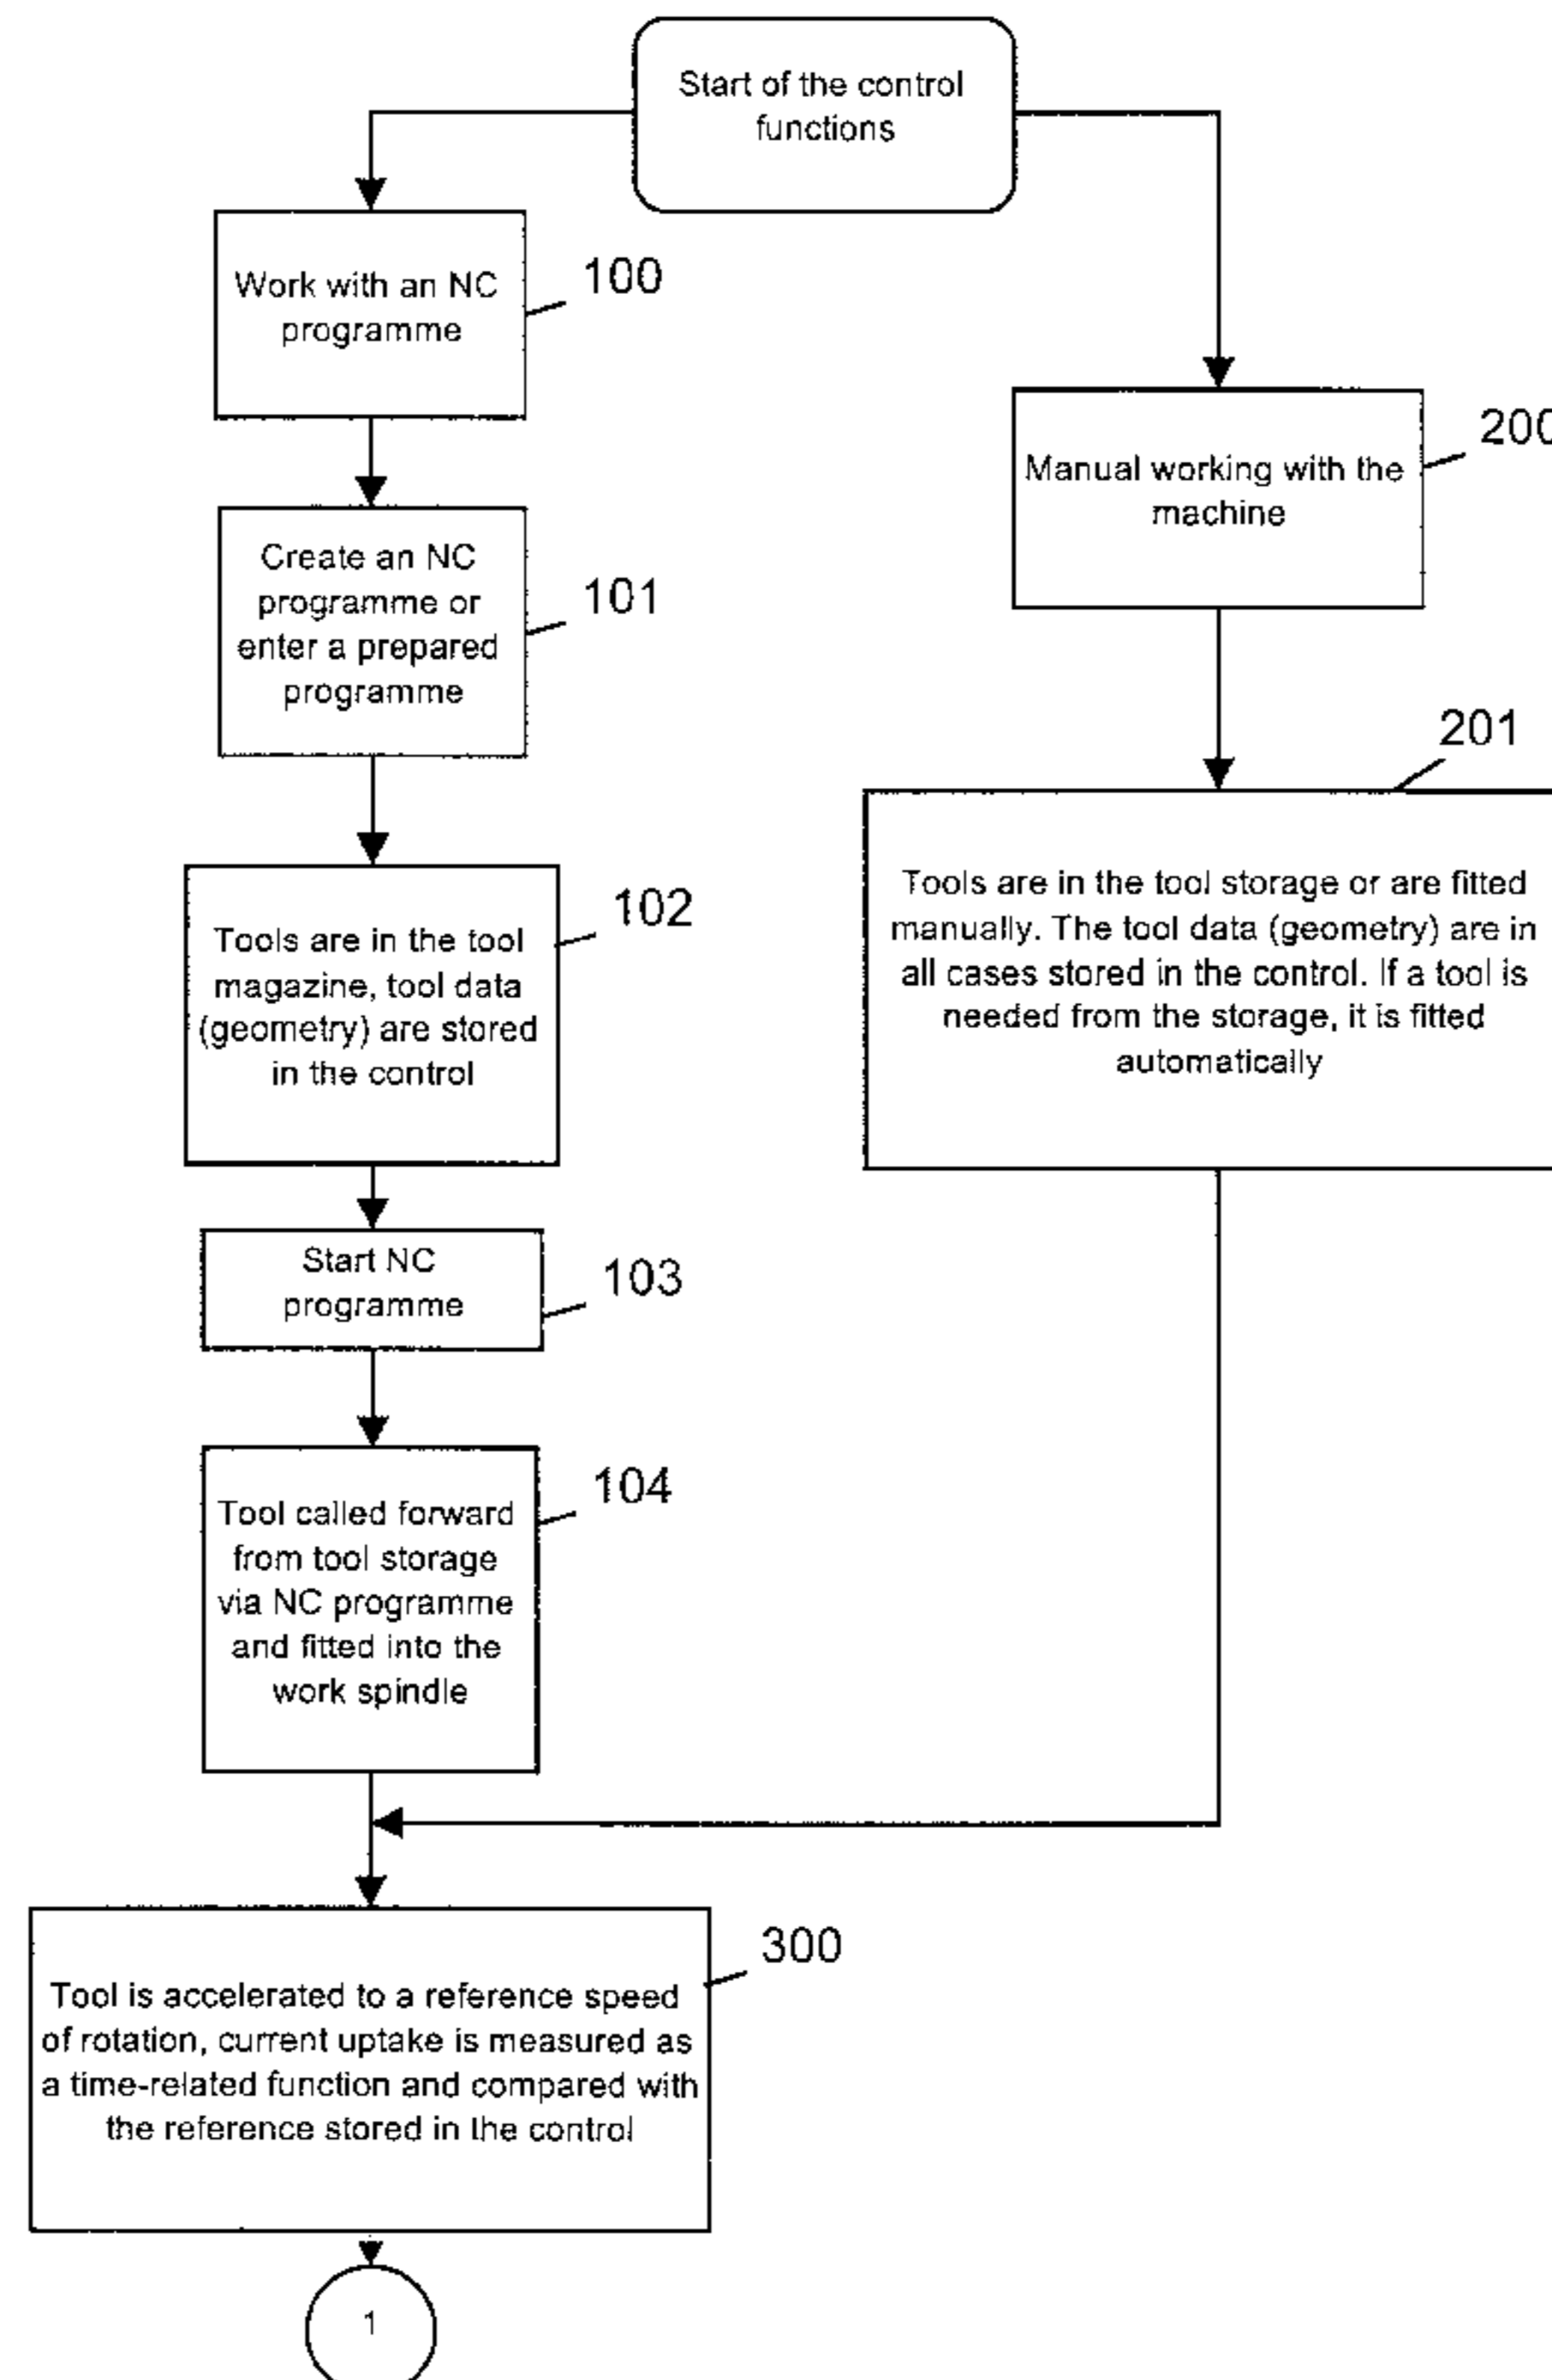 Start of the control
functions
Work with an NC
programme
100
Create an NC
programme or
enter a prepared
programme
101
Tools are in the tool
magazine, tool data
(geometry) are stored
in the control
102
Start NC
programme
103
Tool called forward
from tool storage
via NC programme
and fitted into the
work spindle
104
Manual working with the
machine
200
201
Tools are in the tool storage or are fitted
manually. The tool data (geometry) are in
all cases stored in the control. If a tool is
needed from the storage, it is fitted
automatically
Tool is accelerated to a reference speed
of rotation, current uptake is measured as
a time-related function and compared with
the reference stored in the control
300
1